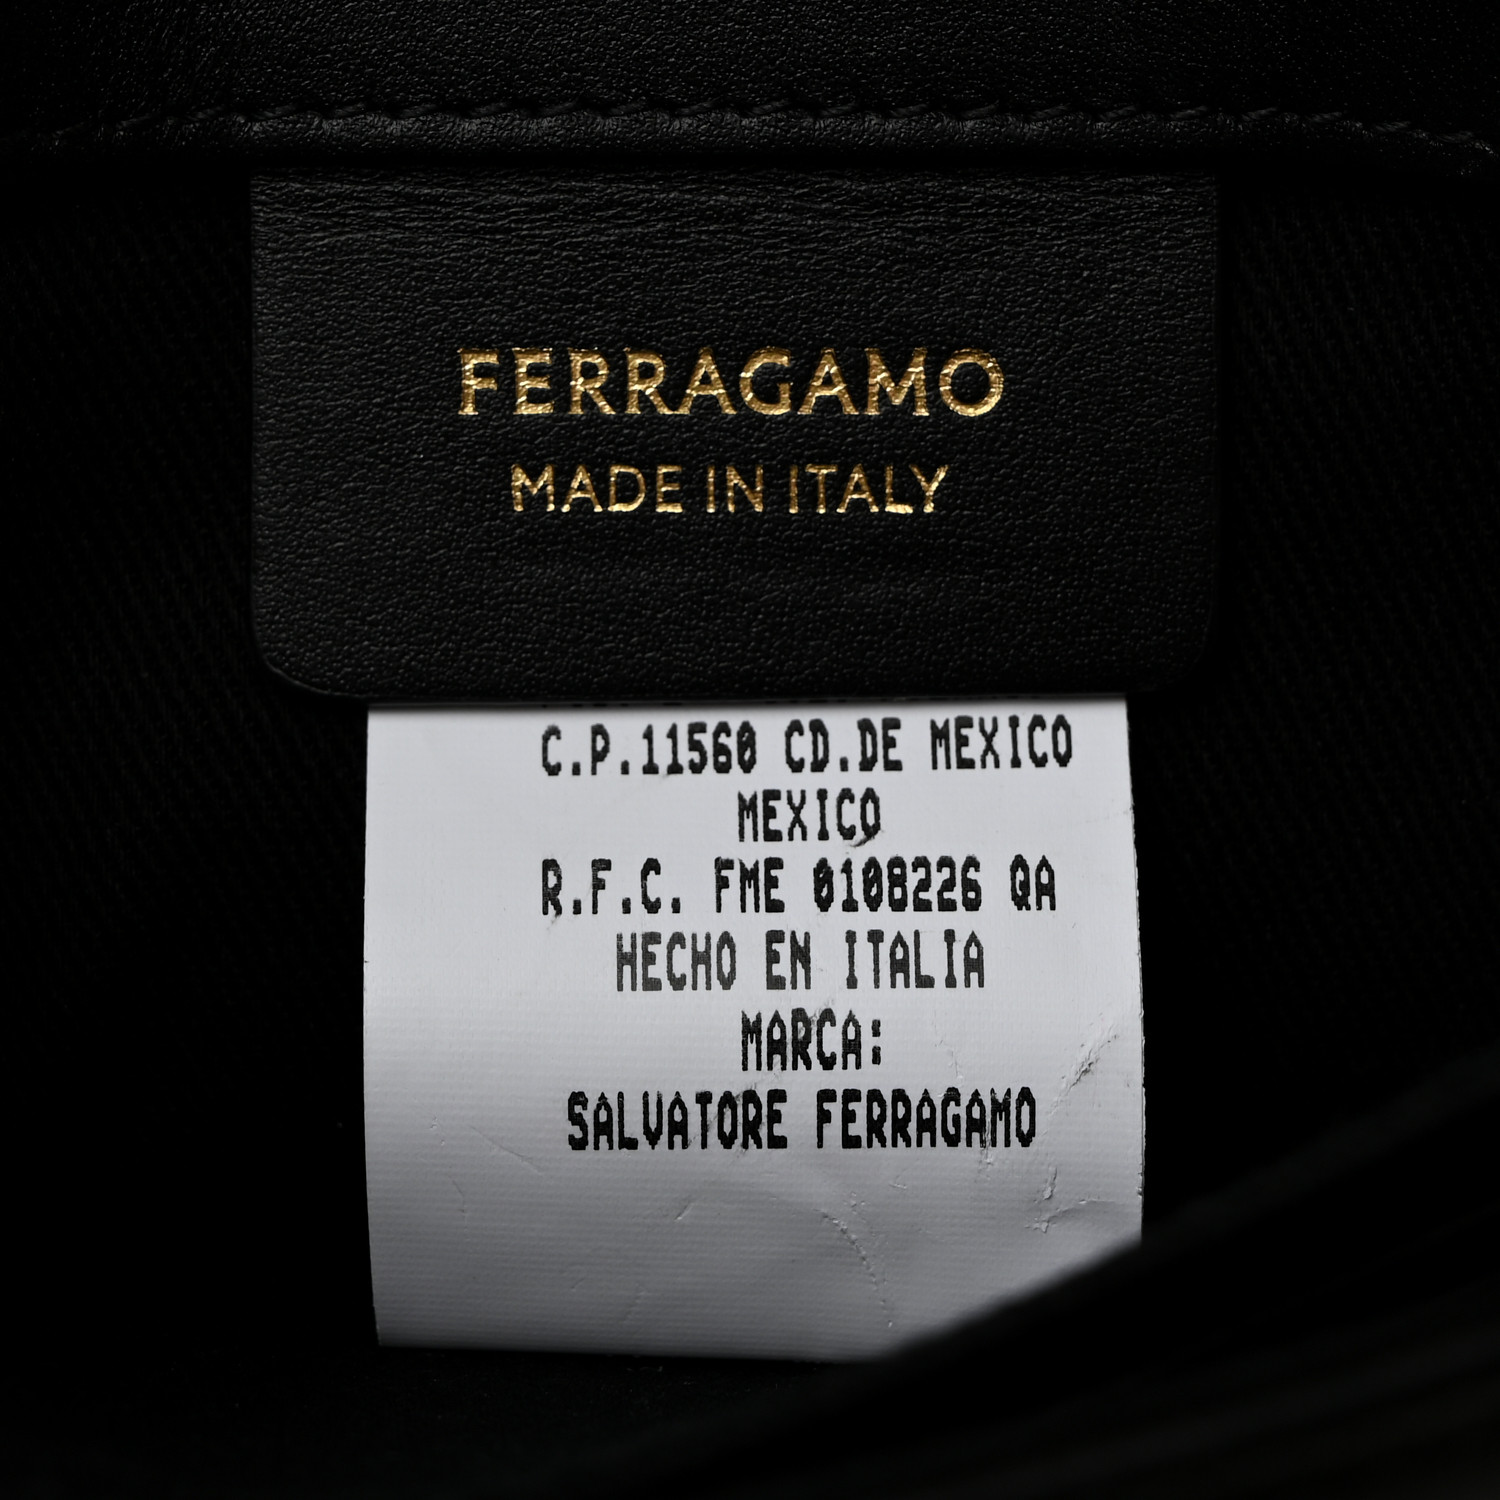 FERRAGAMO
MADE IN ITALY
C.P.11560 CD.DE MEXICO
MEXICO
R.F.C. FME 0108226 QA
HECHO EN ITALIA
MARCA:
SALVATORE FERRAGAMO